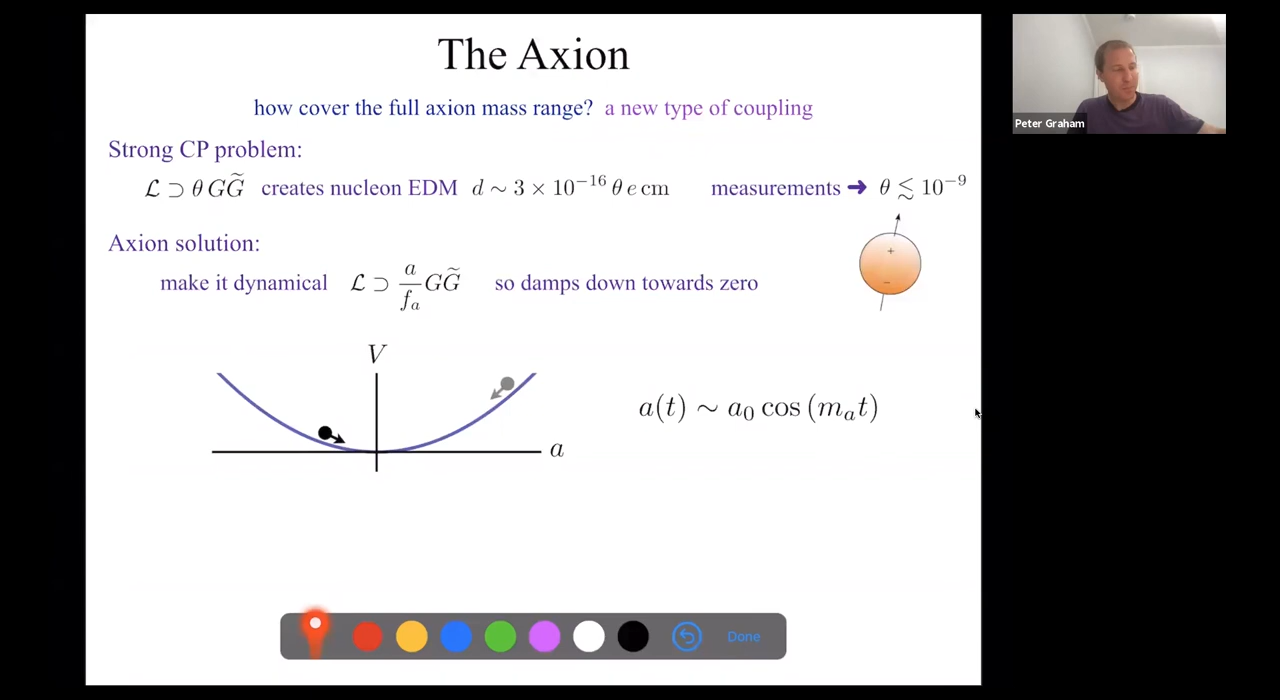 The Axion
how cover the full axion mass range? a new type of coupling
Strong CP problem:
ℒ ⊃ θ GG̃ creates nucleon EDM d ∼ 3 × 10⁻¹⁶ θ e cm measurements ➜ θ ≲ 10⁻⁹
Axion solution:
make it dynamical ℒ ⊃ a/fₐ GG̃ so damps down towards zero
+
−
V
a
a(t) ∼ a₀ cos (mₐt)
Done
Peter Graham